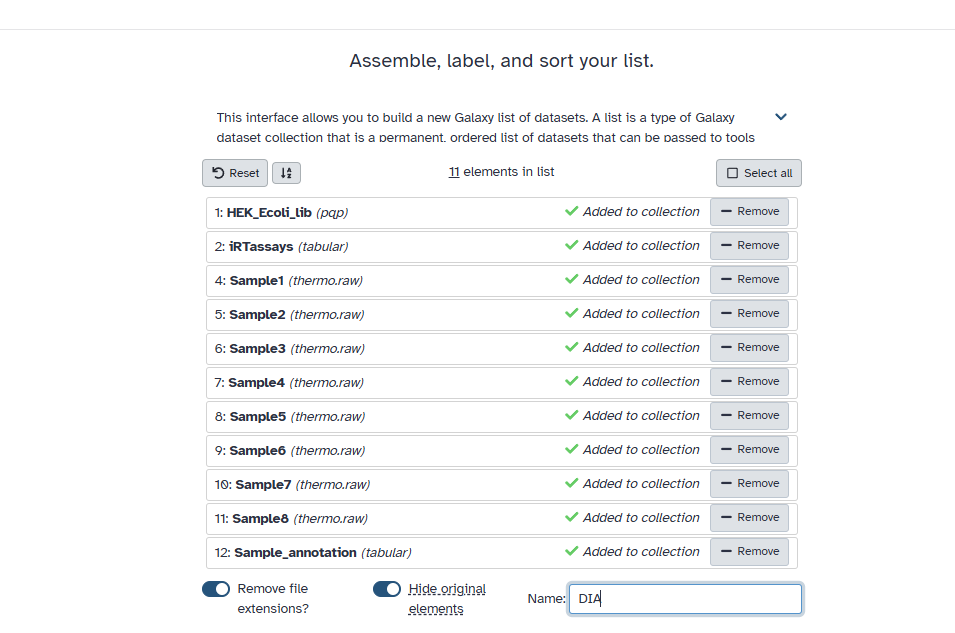 Assemble, label, and sort your list.
This interface allows you to build a new Galaxy list of datasets. A list is a type of Galaxy
dataset collection that is a permanent, ordered list of datasets that can be passed to tools
Reset 11 elements in list Select all
1: HEK_Ecoli_lib (pqp) Added to collection Remove
2: iRTassays (tabular) Added to collection Remove
4: Sample1 (thermo.raw) Added to collection Remove
5: Sample2 (thermo.raw) Added to collection Remove
6: Sample3 (thermo.raw) Added to collection Remove
7: Sample4 (thermo.raw) Added to collection Remove
8: Sample5 (thermo.raw) Added to collection Remove
9: Sample6 (thermo.raw) Added to collection Remove
10: Sample7 (thermo.raw) Added to collection Remove
11: Sample8 (thermo.raw) Added to collection Remove
12: Sample_annotation (tabular) Added to collection Remove
Remove file
extensions?
Hide original
elements
Name: DIA